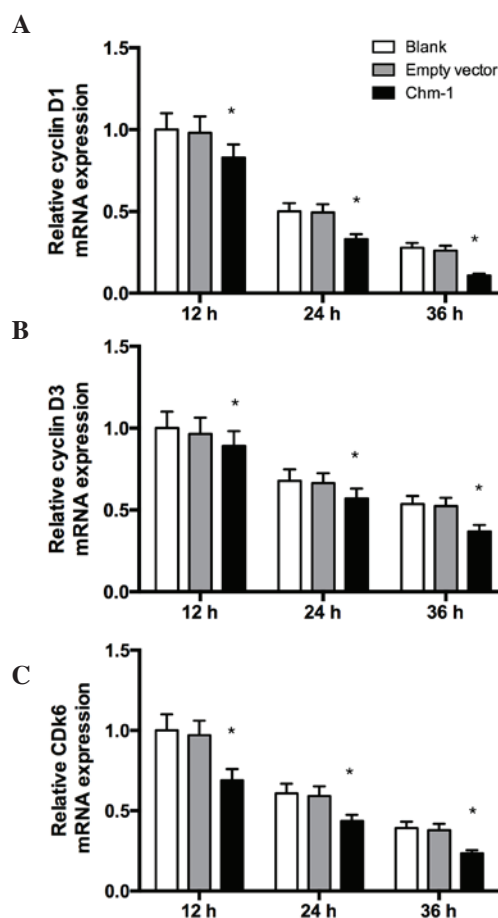 A
Relative cyclin D1
mRNA expression
1.5
1.0
0.5
0.0
Blank
Empty vector
Chm-1
*
*
*
12 h 24 h 36 h
B
Relative cyclin D3
mRNA expression
1.5
1.0
0.5
0.0
*
*
*
12 h 24 h 36 h
C
Relative CDk6
mRNA expression
1.5
1.0
0.5
0.0
*
*
*
12 h 24 h 36 h